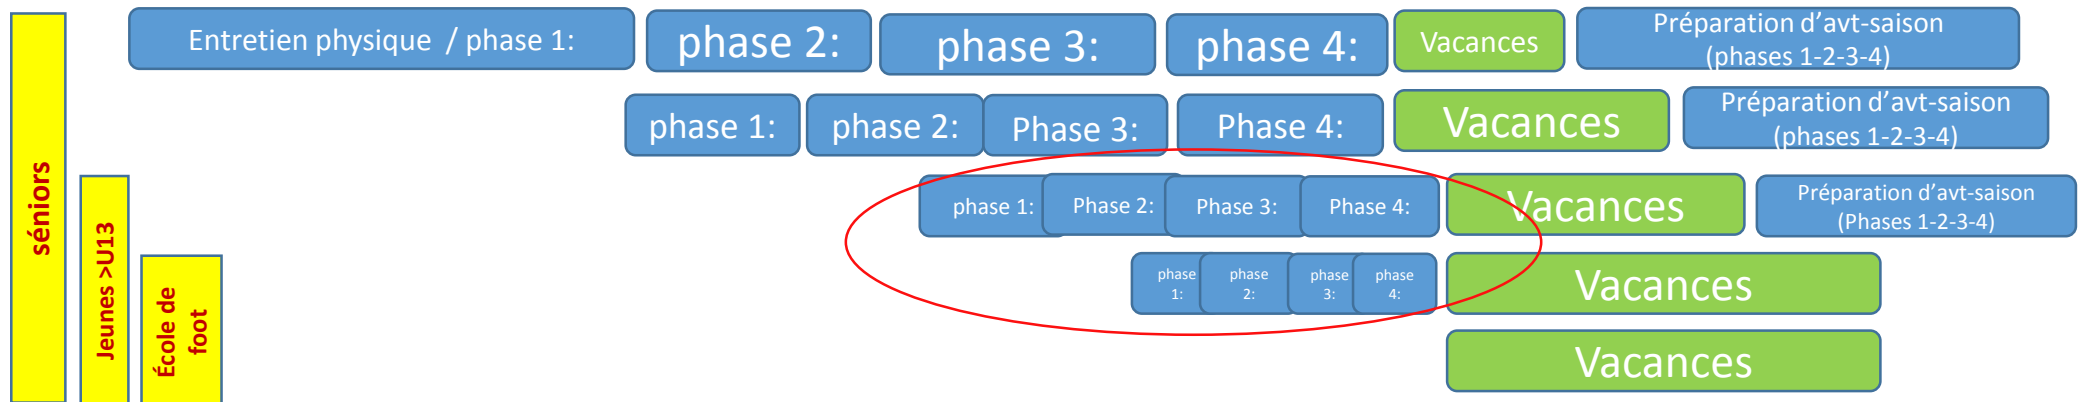 séniors
Jeunes >U13
École de
foot
Entretien physique / phase 1:
phase 2:
phase 3:
phase 4:
Vacances
Préparation d’avt-saison
(phases 1-2-3-4)
phase 1:
phase 2:
Phase 3:
Phase 4:
Vacances
Préparation d’avt-saison
(phases 1-2-3-4)
phase 1:
Phase 2:
Phase 3:
Phase 4:
Vacances
Préparation d’avt-saison
(Phases 1-2-3-4)
phase
1:
phase
2:
phase
3:
phase
4:
Vacances
Vacances